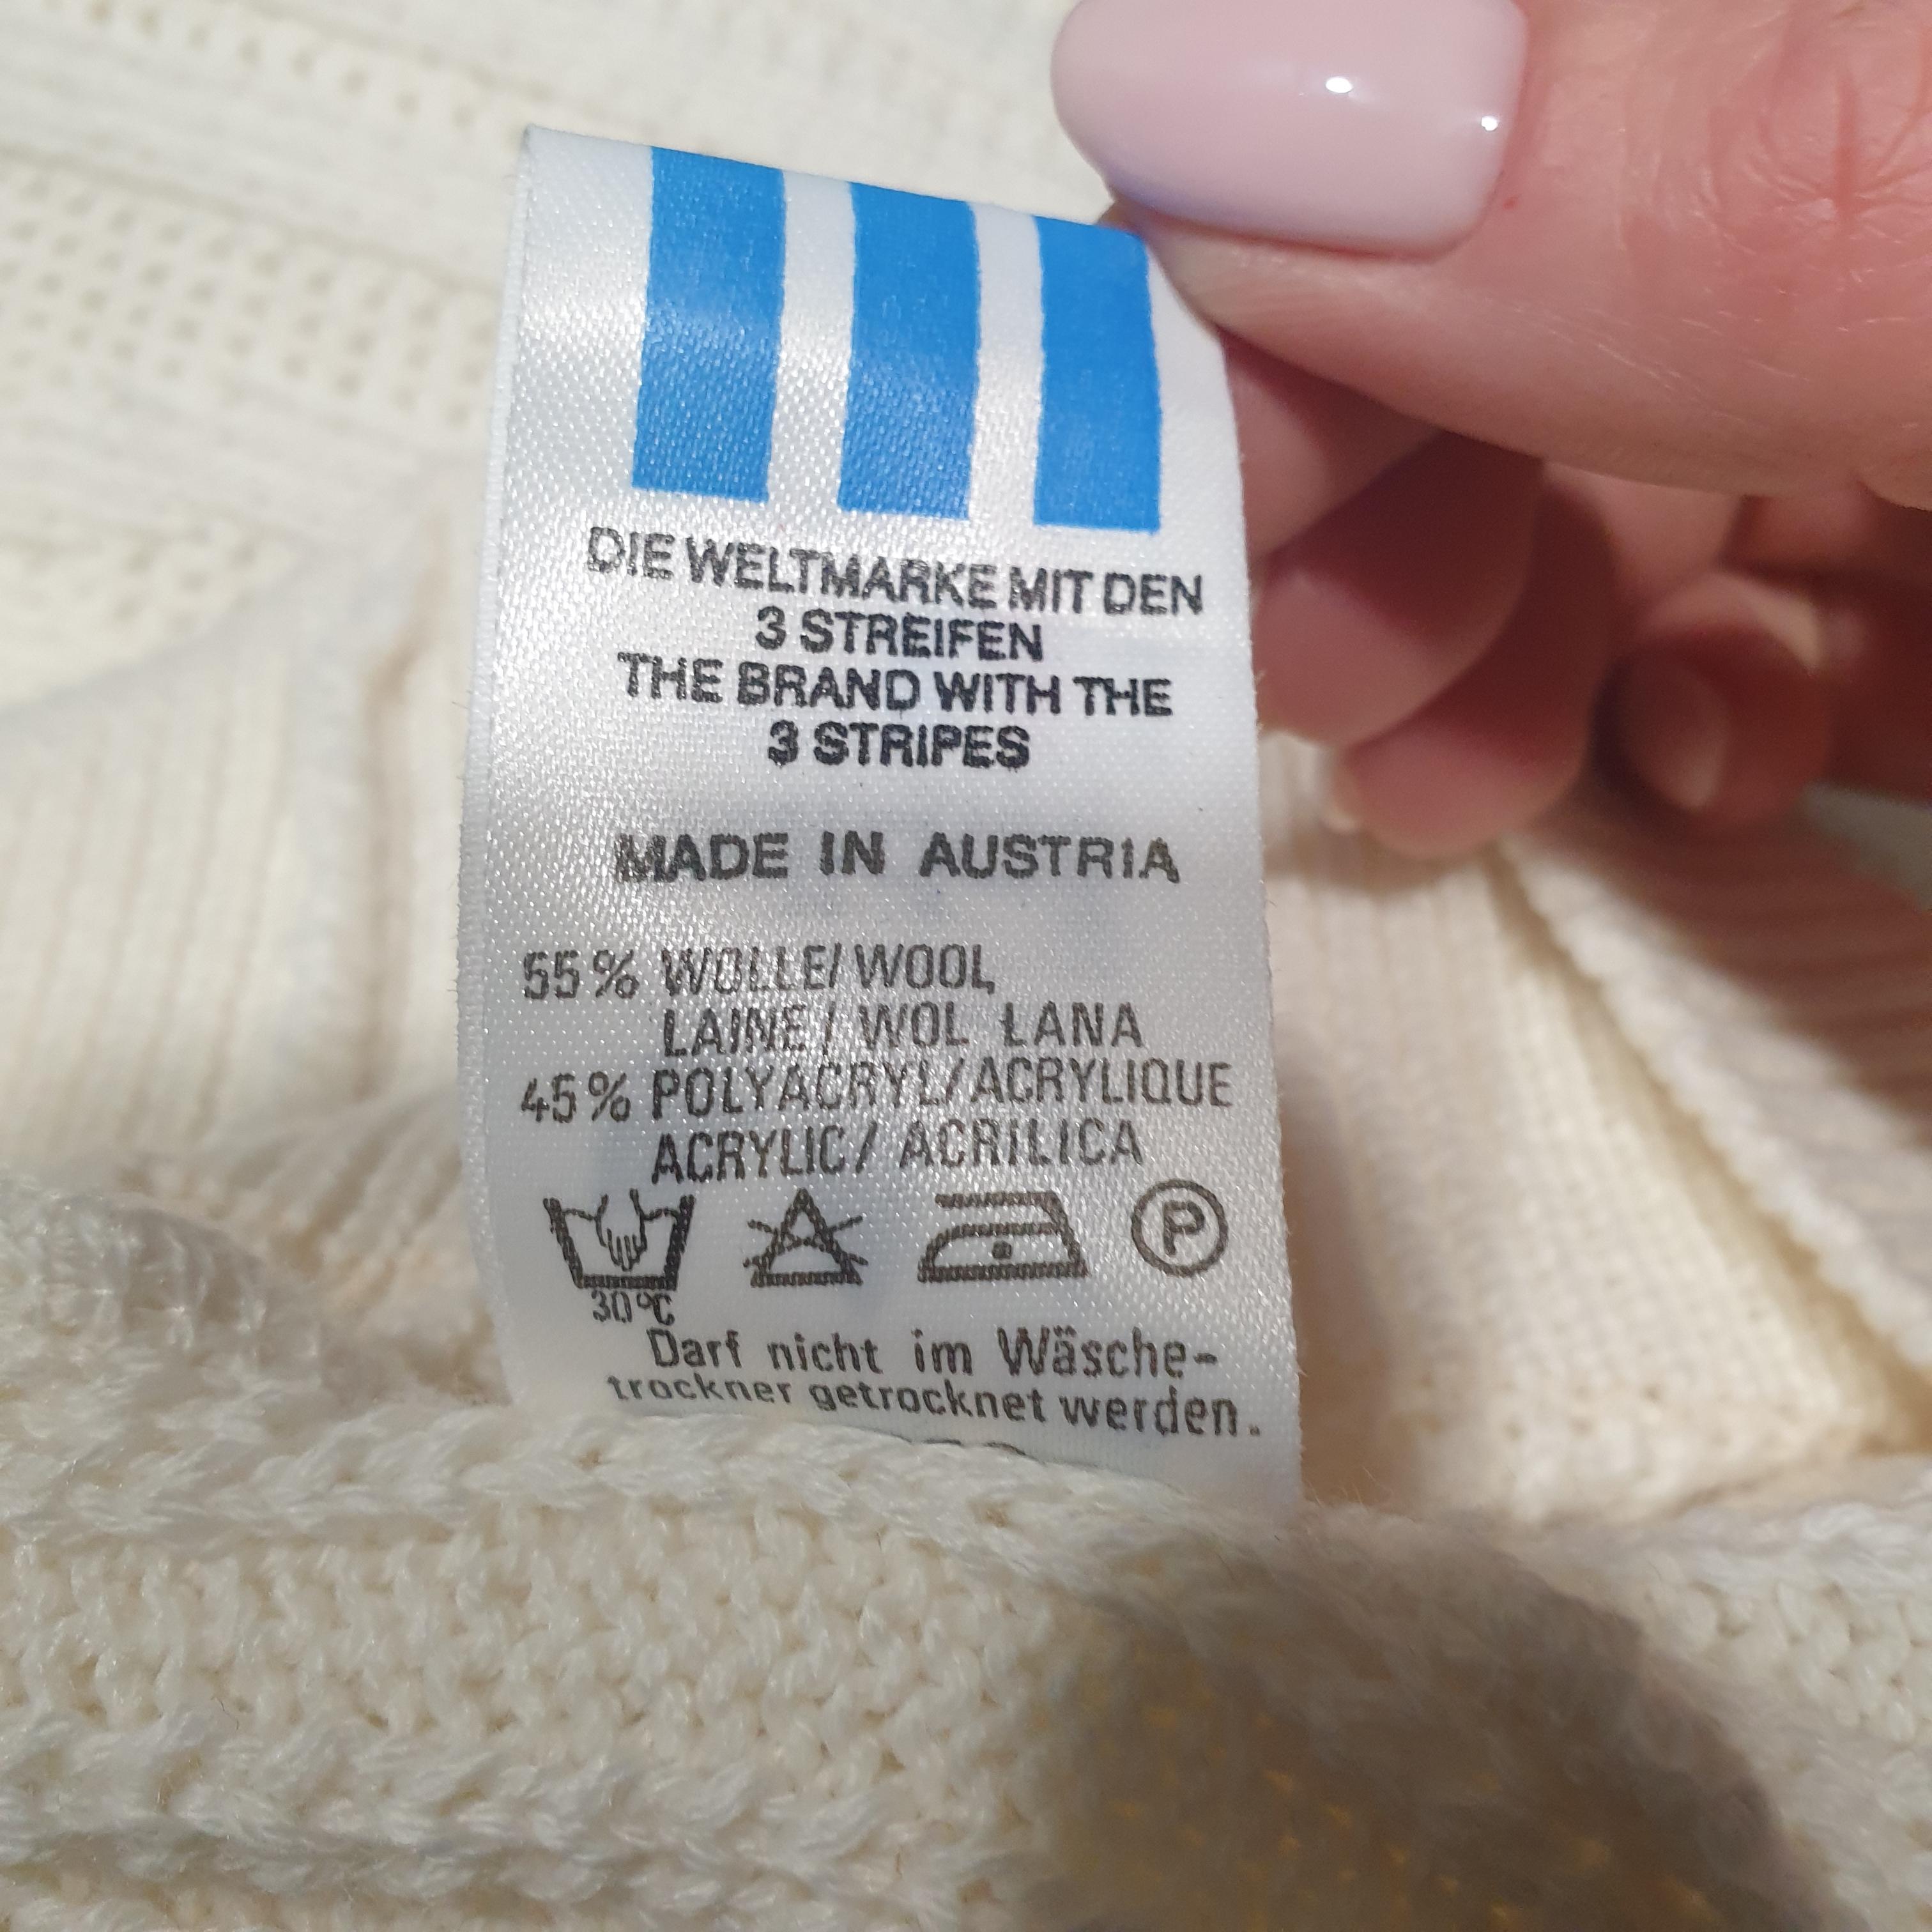 DIE WELTMARKE MIT DEN
3 STREIFEN
THE BRAND WITH THE
3 STRIPES
MADE IN AUSTRIA
55% WOLLE/WOOL
LAINE/ WOL LANA
45% POLYACRYL/ACRYLIQUE
ACRYLIC/ ACRILICA
P
30°C
Darf nicht im Wäsche-
trockner getrocknet werden.